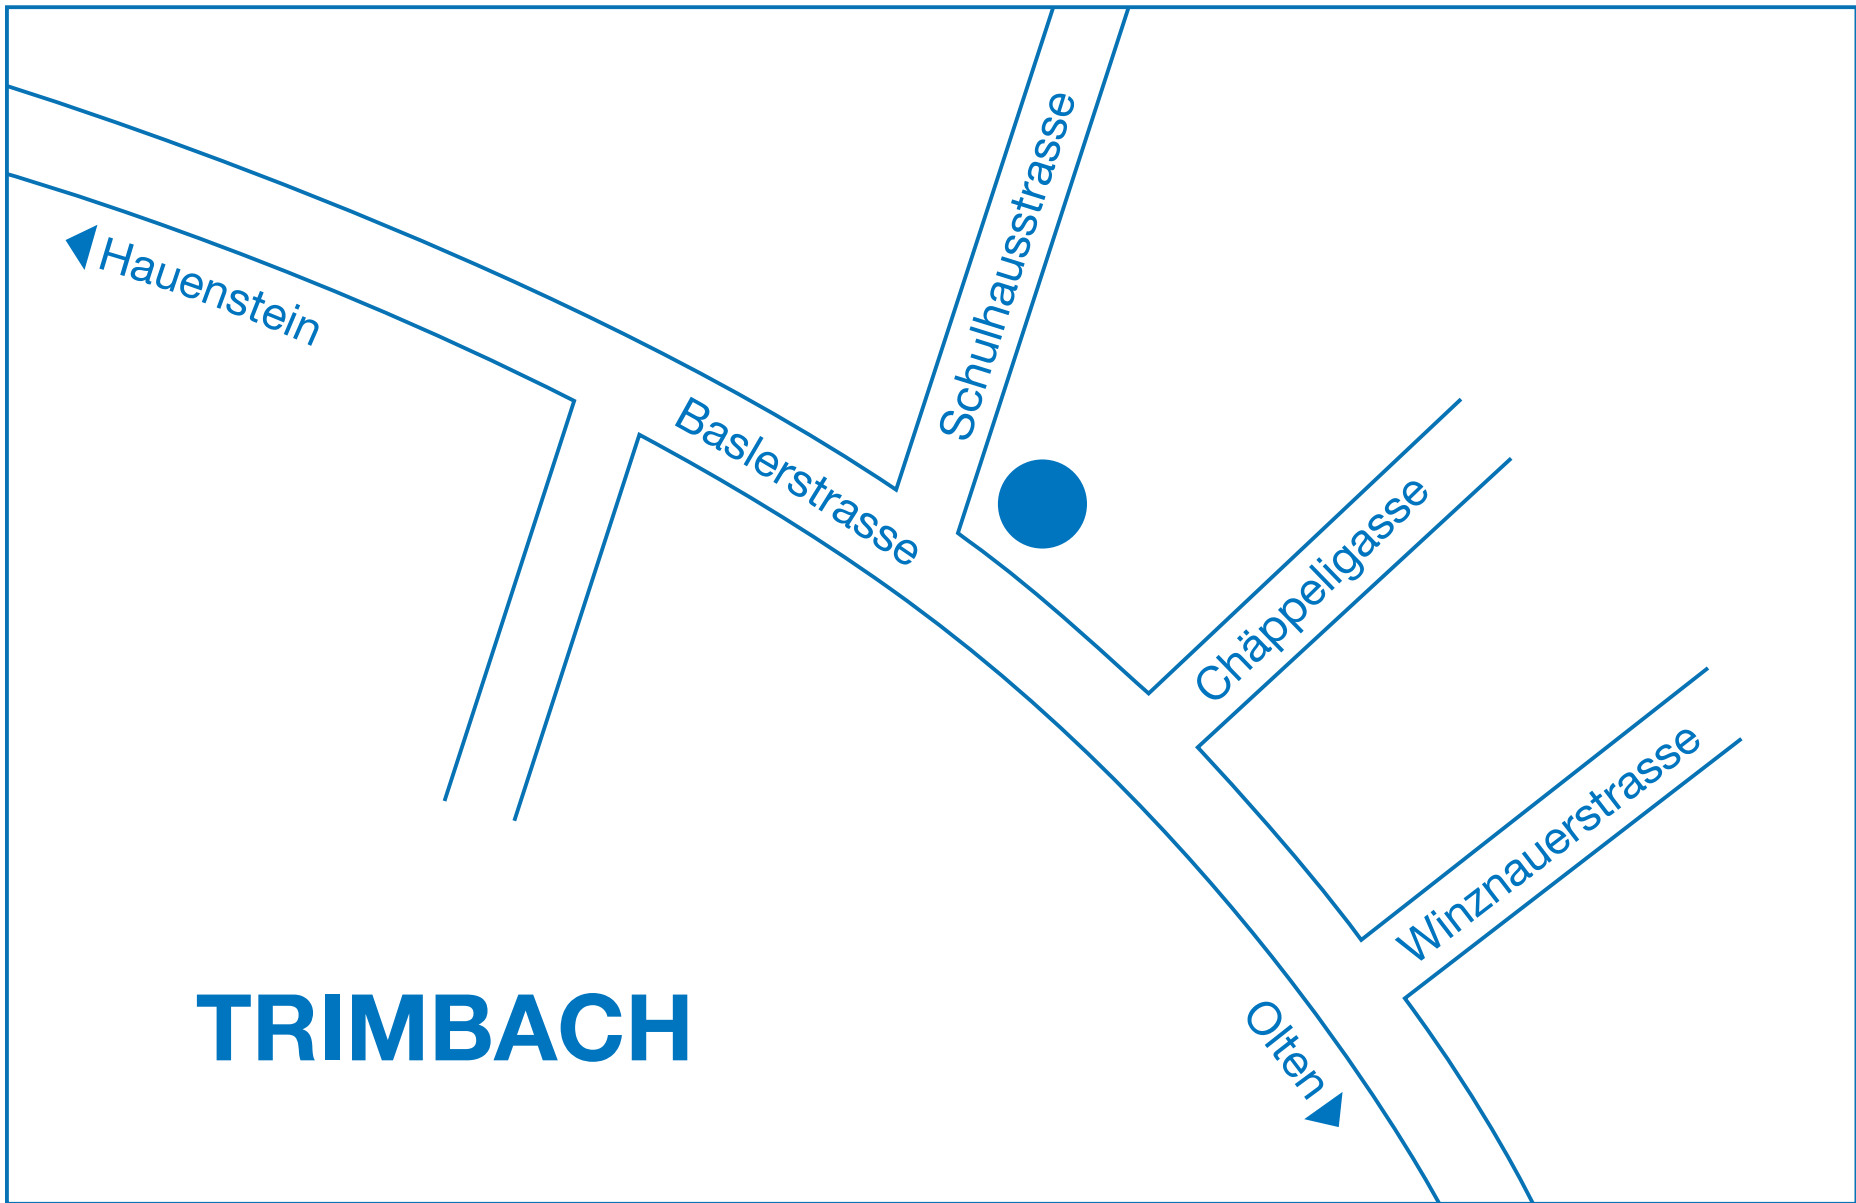 Schulhausstrasse
Hauenstein
Baslerstrasse
Chäppeligasse
Winznauerstrasse
TRIMBACH
Olten